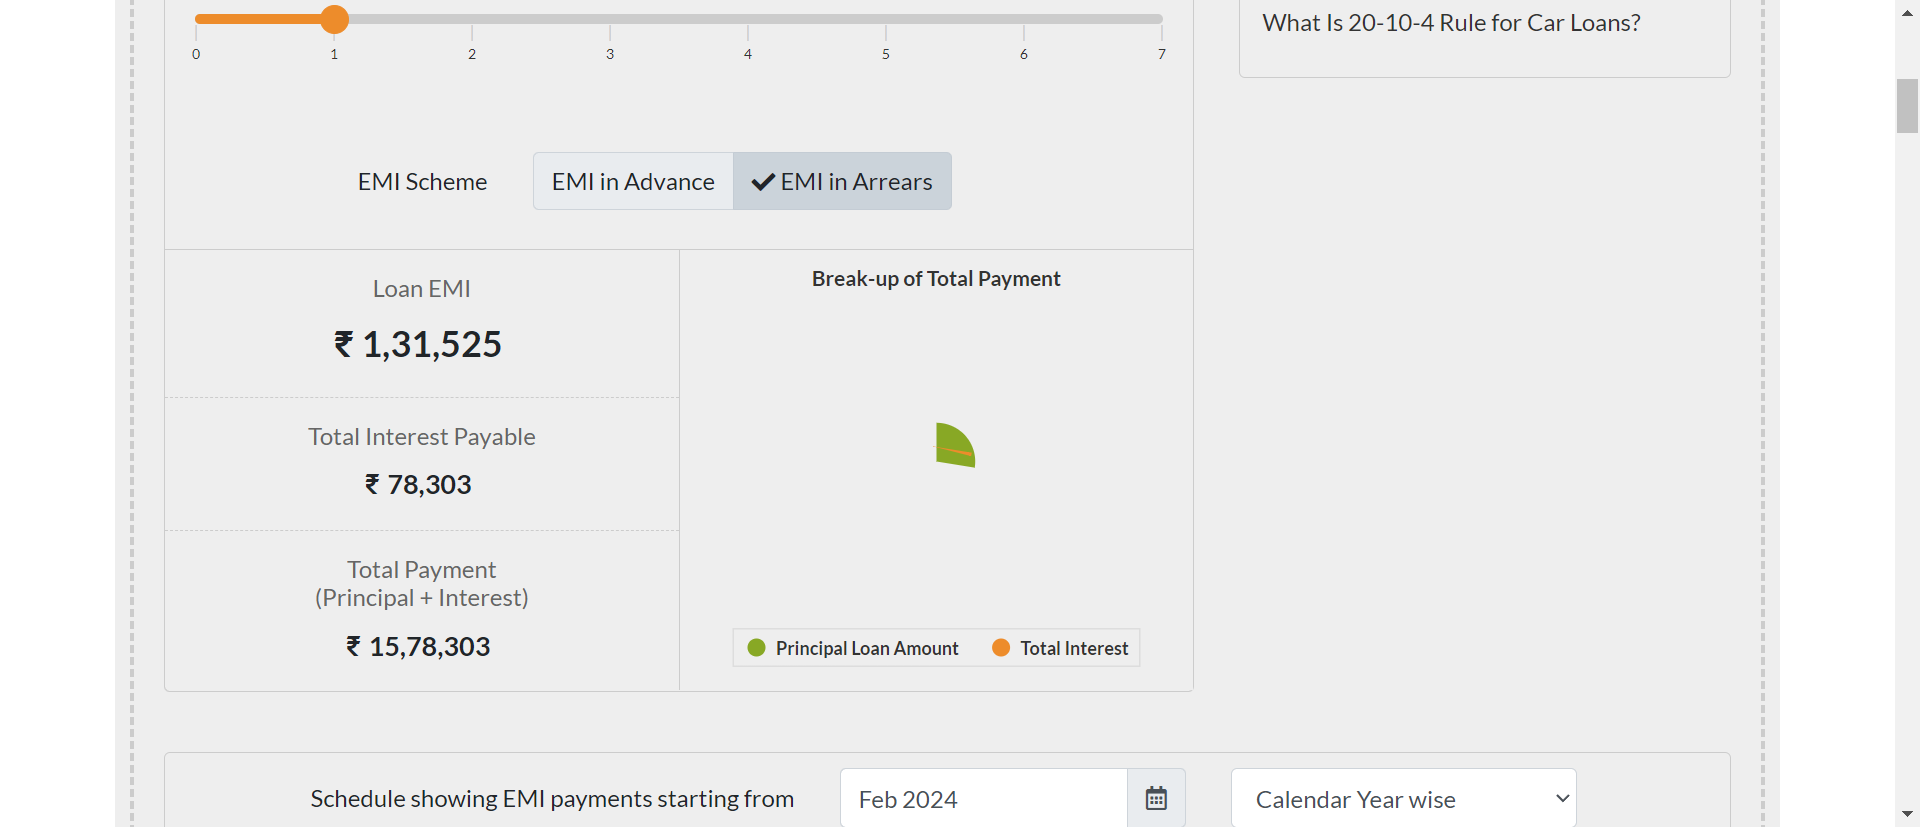 What Is 20-10-4 Rule for Car Loans?
0 1 2 3 4 5 6 7
EMI Scheme EMI in Advance EMI in Arrears
Loan EMI
₹ 1,31,525
Total Interest Payable
₹ 78,303
Total Payment
(Principal + Interest)
₹ 15,78,303
Break-up of Total Payment
Principal Loan Amount Total Interest
Schedule showing EMI payments starting from Feb 2024 Calendar Year wise